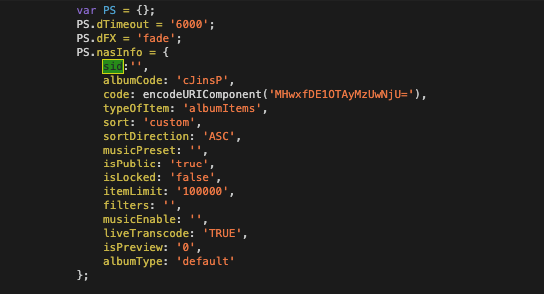 var PS = {};
PS.dTimeout = '6000';
PS.dFX = 'fade';
PS.nasInfo = {
sid:'',
albumCode: 'cJinsP',
code: encodeURIComponent('MHwxfDE1OTAyMzUwNjU='),
typeOfItem: 'albumItems',
sort: 'custom',
sortDirection: 'ASC',
musicPreset: '',
isPublic: 'true',
isLocked: 'false',
itemLimit: '100000',
filters: '',
musicEnable: '',
liveTranscode: 'TRUE',
isPreview: '0',
albumType: 'default'
};